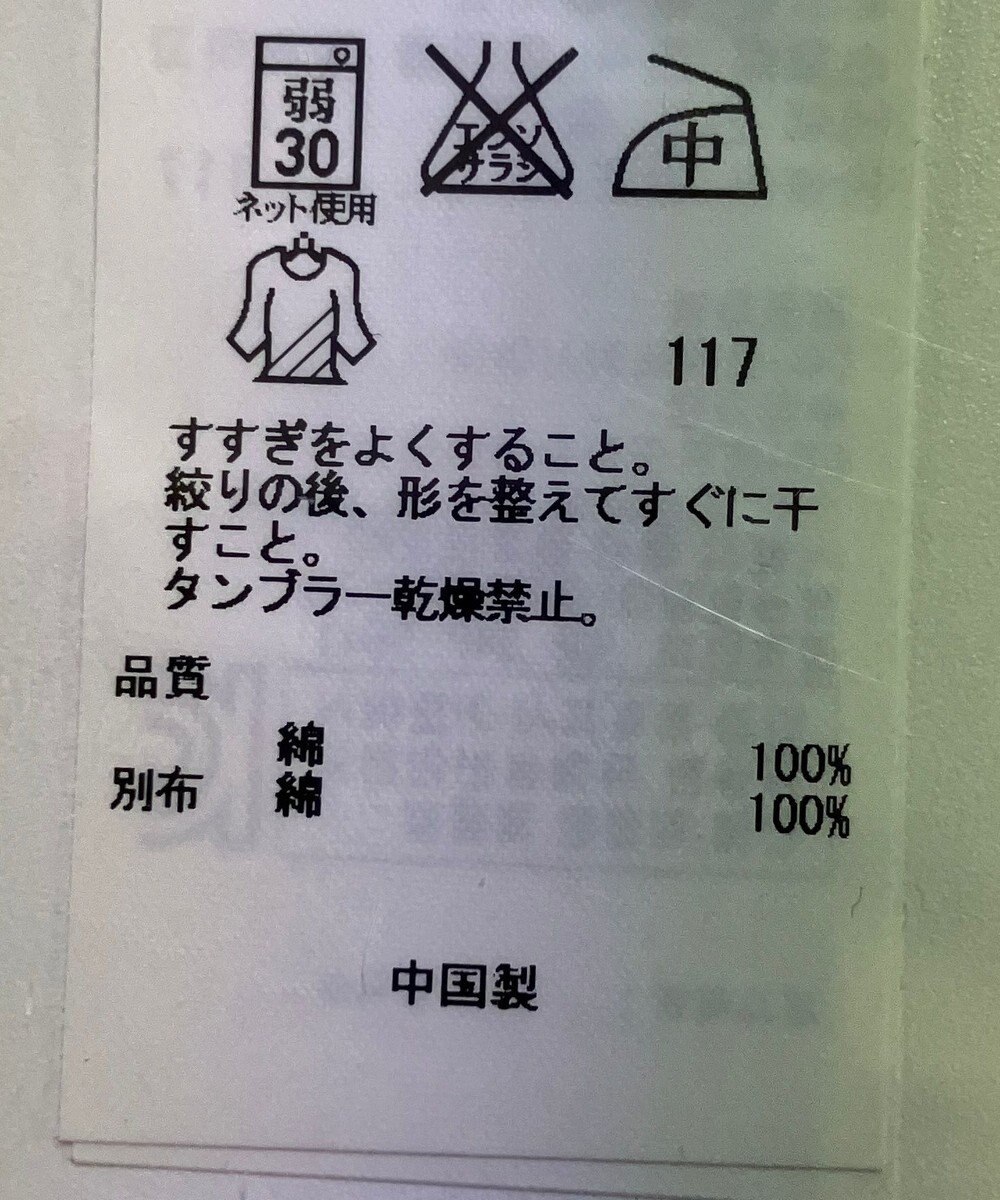 弱
30
ネット使用
エンソ
サラシ
中
117
すすぎをよくすること。
絞りの後、形を整えてすぐに干
すこと。
タンブラー乾燥禁止。
品質
綿 100%
別布 綿 100%
中国製